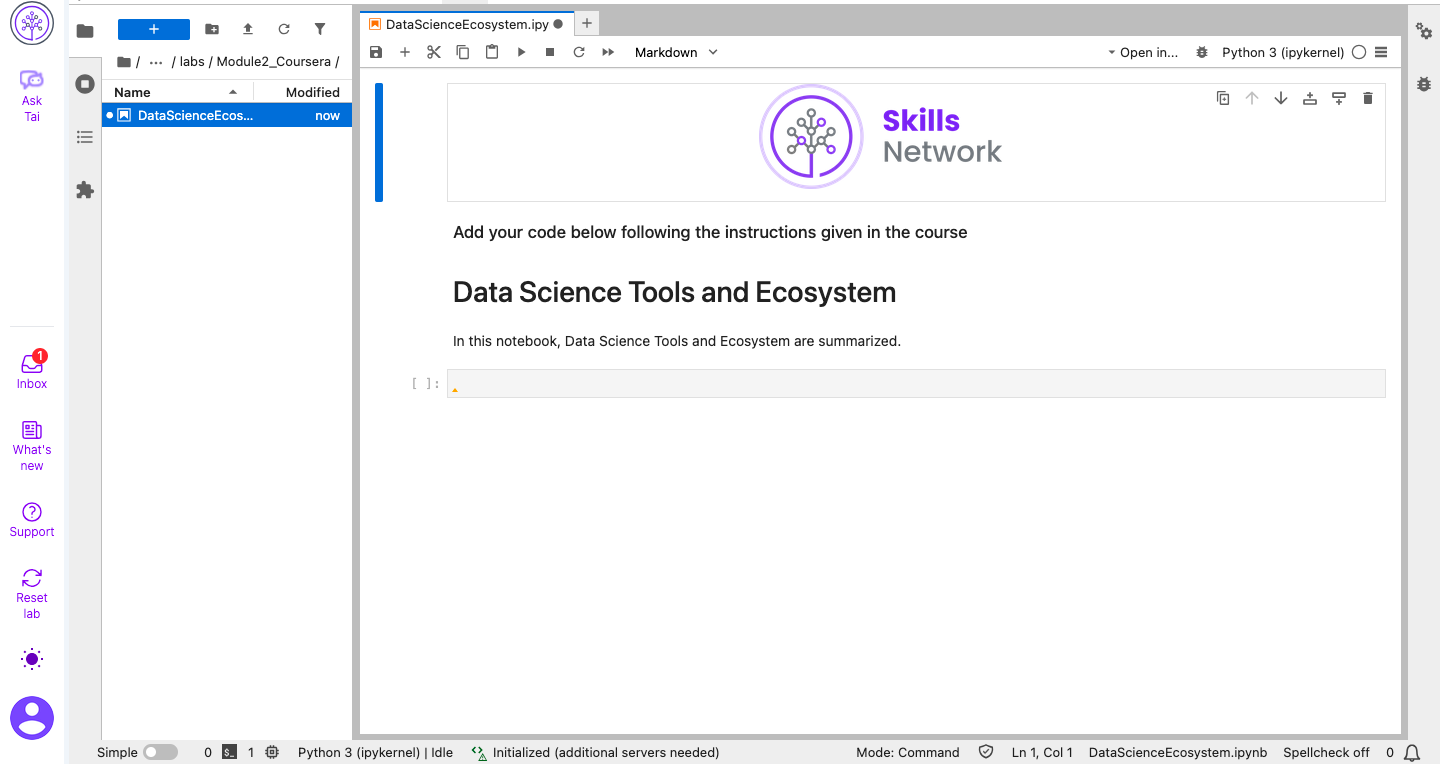 Ask
Tai
1
Inbox
What's
new
Support
Reset
lab
+
/ ... / labs / Module2_Coursera /
Name Modified
DataScienceEcos... now
DataScienceEcosystem.ipy
+
Markdown
Open in...
Python 3 (ipykernel)
Skills
Network
Add your code below following the instructions given in the course
Data Science Tools and Ecosystem
In this notebook, Data Science Tools and Ecosystem are summarized.
[ ]:
Simple 0 $_ 1 Python 3 (ipykernel) | Idle Initialized (additional servers needed) Mode: Command Ln 1, Col 1 DataScienceEcosystem.ipynb Spellcheck off 0